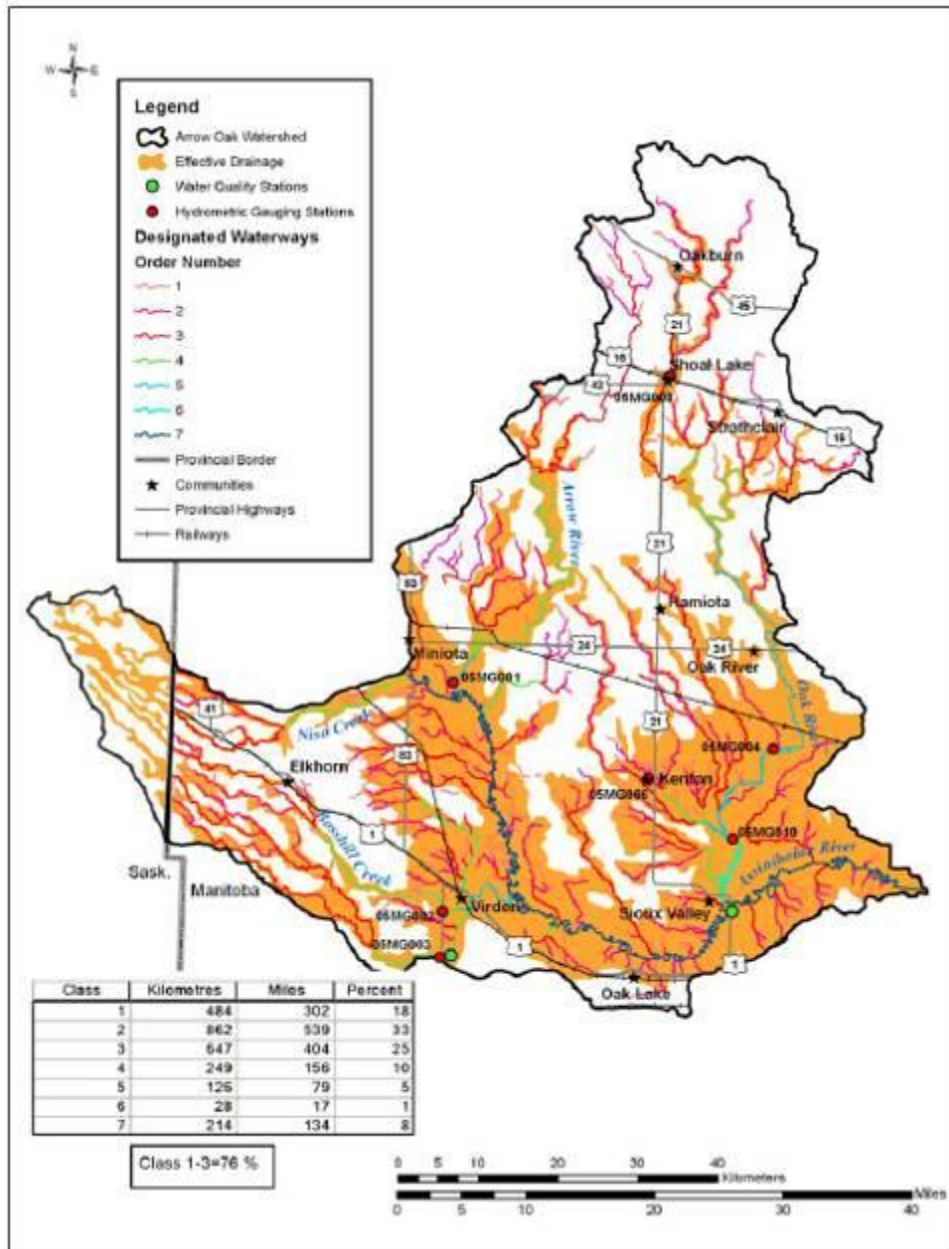 N
W E
S
Legend
Arrow Oak Watershed
Effective Drainage
Water Quality Stations
Hydrometric Gauging Stations
Designated Waterways
Order Number
1
2
3
4
5
6
7
Provincial Border
Communities
Provincial Highways
Railways
Oakburn
45
21
16
Shoal Lake
42
Strathclair
16
Arrow River
21
83
Hamiota
Miniota
24
24
Oak River
05MG001
Oak River
41
Nisa Creek
21
83
05MG004
Elkhorn
Kenton
Bosshill Creek
1
05MG010
Assiniboine River
Sask.
Manitoba
Virden
Sioux Valley
05MG003
1
1
Oak Lake
Class Kilometres Miles Percent
1 484 302 18
2 862 539 33
3 647 404 25
4 249 156 10
5 126 79 5
6 28 17 1
7 214 134 8
Class 1-3=76 %
0 5 10 20 30 40
Kilometers
Miles
0 5 10 20 30 40